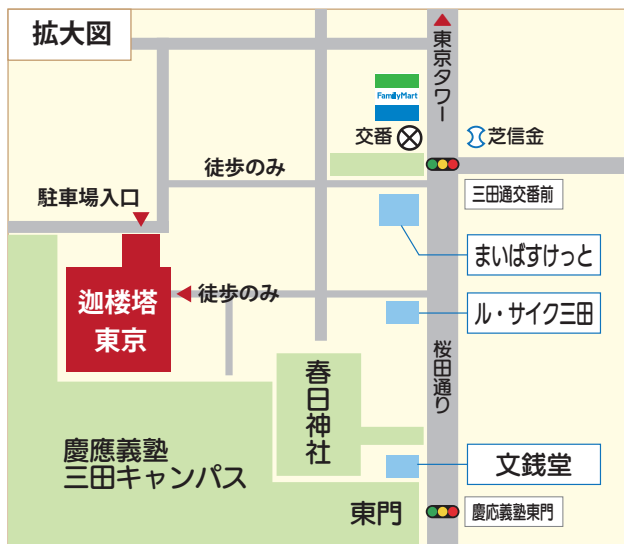 拡大図
東京タワー
FamilyMart
交番
芝信金
徒歩のみ
三田通交番前
駐車場入口
まいばすけっと
迦楼塔
東京
徒歩のみ
ル・サイク三田
桜田通り
春日神社
慶應義塾
三田キャンパス
文銭堂
東門
慶応義塾東門